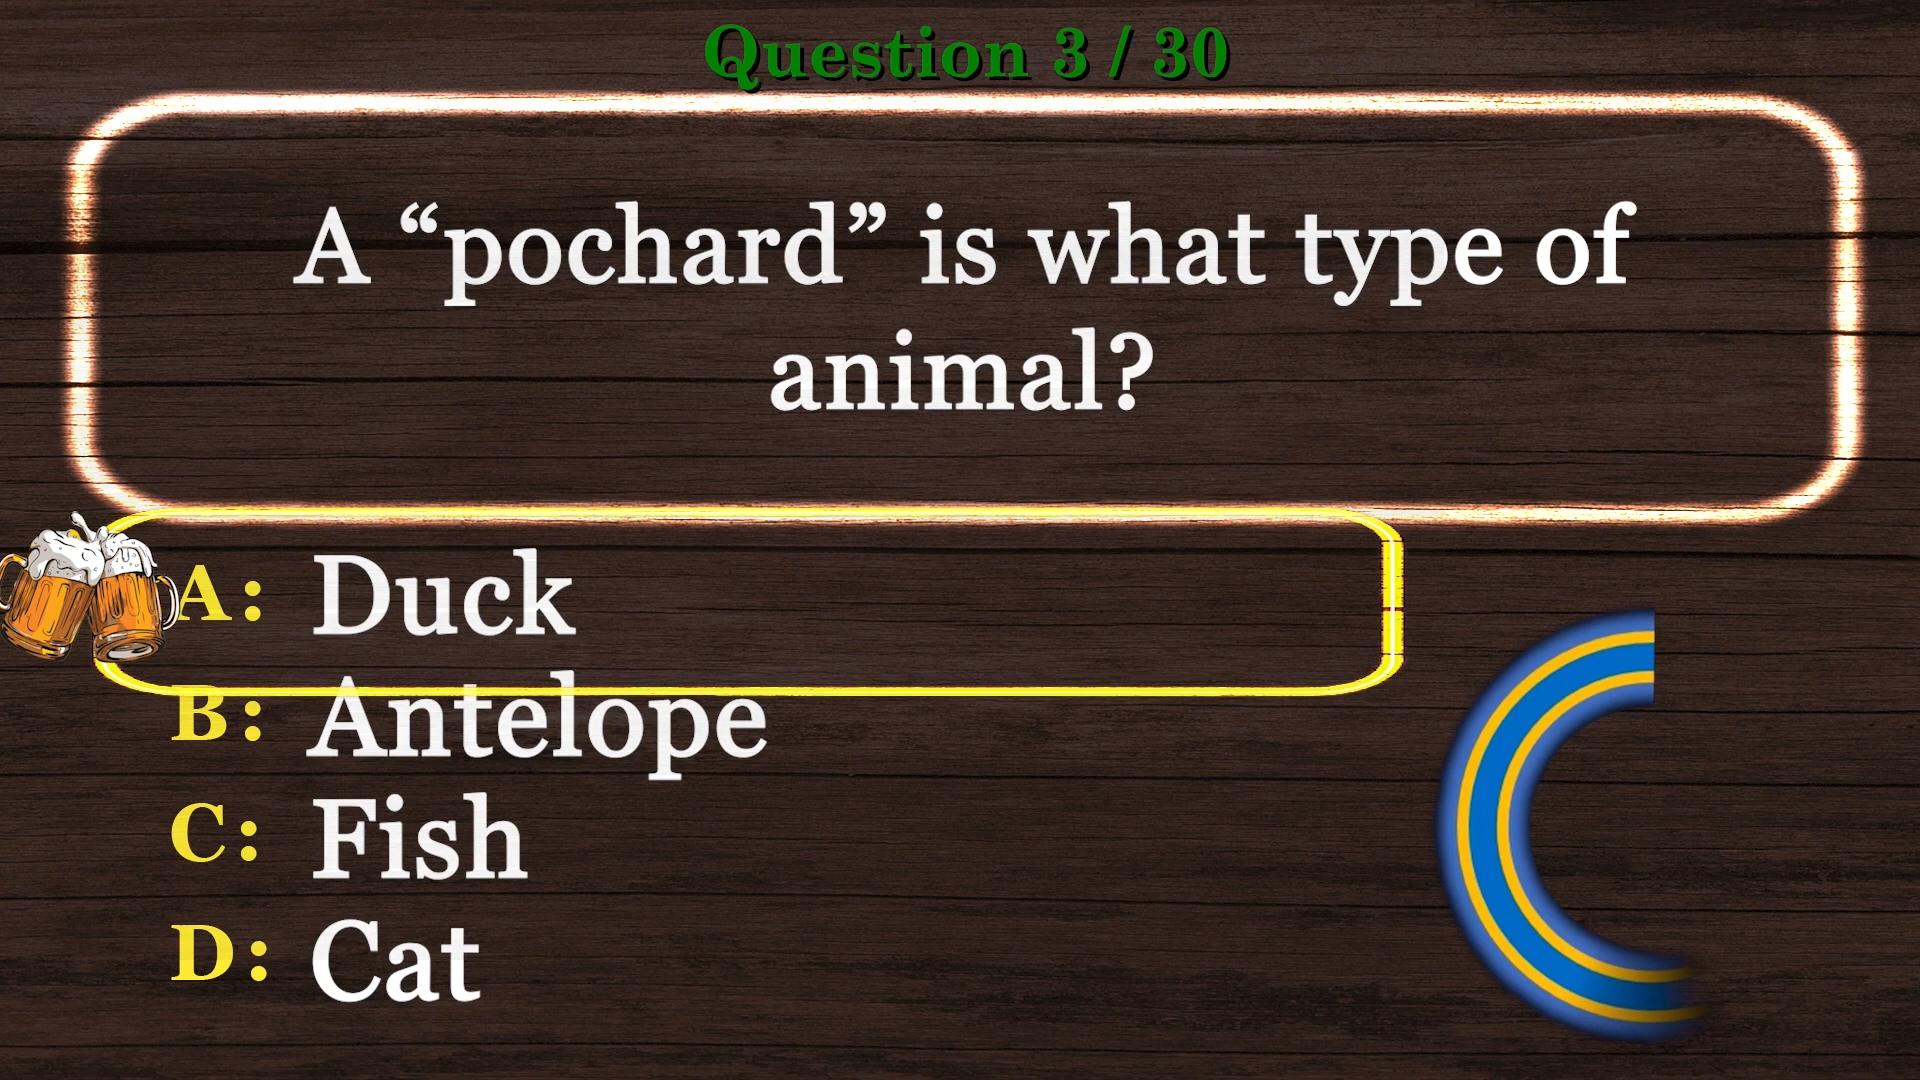 Question 3 / 30
A “pochard” is what type of
animal?
A: Duck
B: Antelope
C: Fish
D: Cat